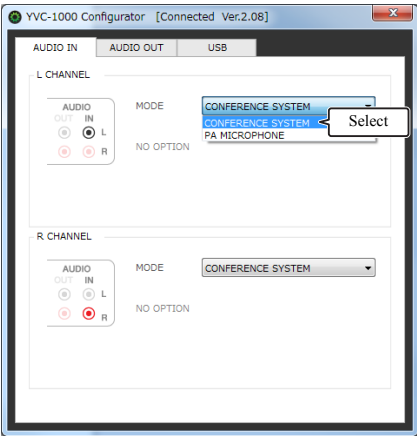 YVC-1000 Configurator [Connected Ver.2.08]
AUDIO IN AUDIO OUT USB
L CHANNEL
AUDIO
OUT IN
L
R
MODE CONFERENCE SYSTEM
CONFERENCE SYSTEM
PA MICROPHONE
Select
NO OPTION
R CHANNEL
AUDIO
OUT IN
L
R
MODE CONFERENCE SYSTEM
NO OPTION